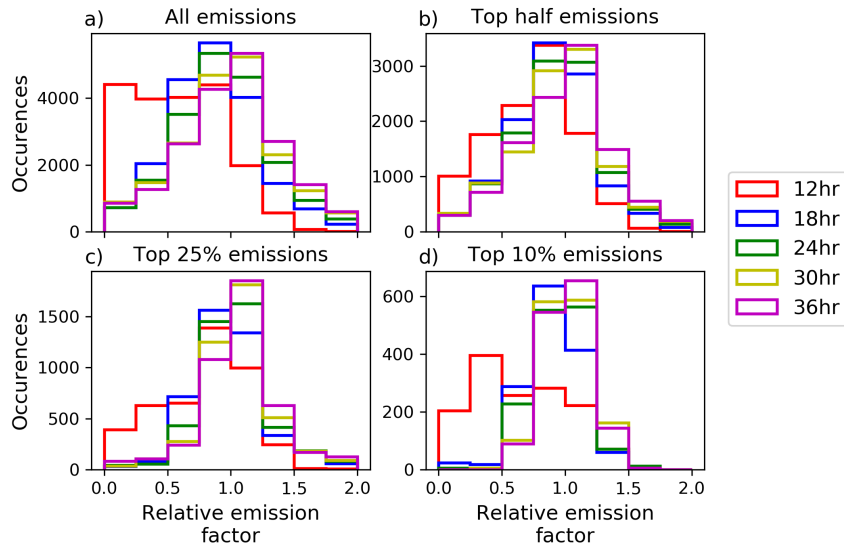 a) All emissions
b) Top half emissions
Occurences
4000
2000
0
3000
2000
1000
0
12hr
18hr
24hr
30hr
36hr
c) Top 25% emissions
d) Top 10% emissions
Occurences
1500
1000
500
0
600
400
200
0
0.0 0.5 1.0 1.5 2.0
0.0 0.5 1.0 1.5 2.0
Relative emission
factor
Relative emission
factor